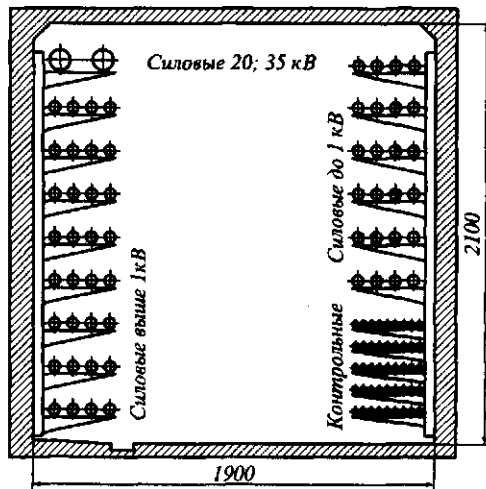 Силовые 20; 35 кВ
Силовые выше 1кВ
Силовые до 1 кВ
Контрольные
2100
1900